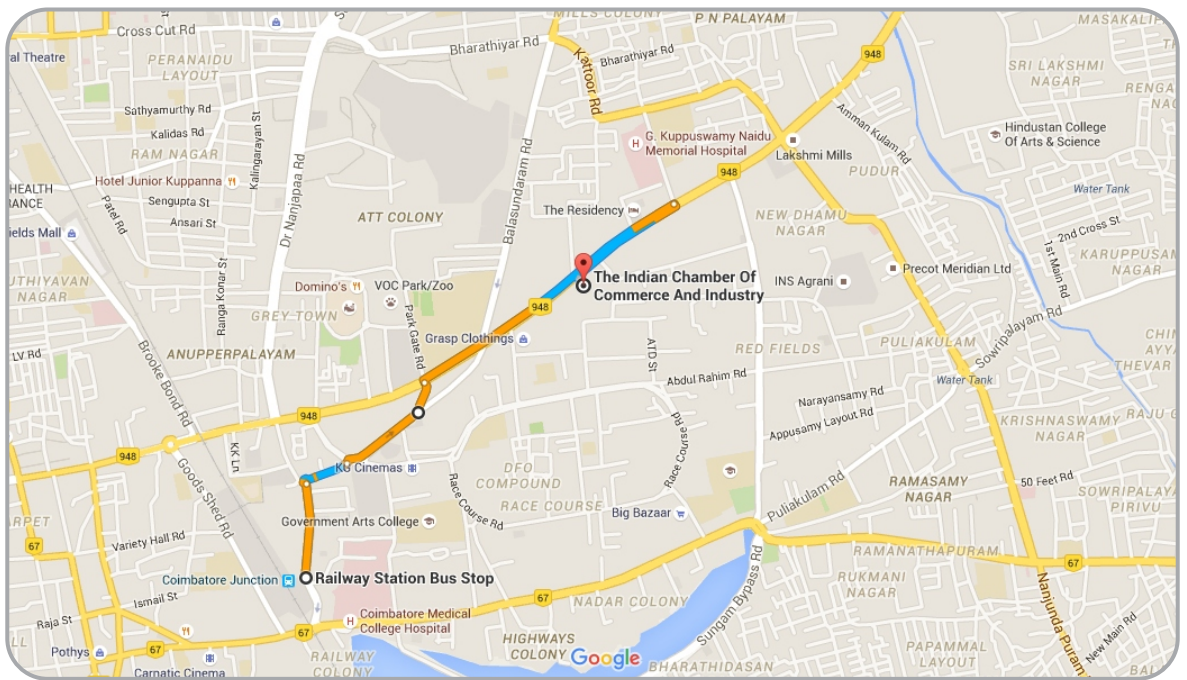 MILLS COLONY
P N PALAYAM
MASAKALIP
Cross Cut Rd
Bharathiyar Rd
Bharathiyar Rd
948
al Theatre
PERANAIDU
LAYOUT
Kattoor Rd
SRI LAKSHMI
NAGAR
RENGA
NAG
Sathyamurthy Rd
Kalidas Rd
RAM NAGAR
Kalingarayan St
G. Kuppuswamy Naidu
Memorial Hospital
Lakshmi Mills
Amman Kulam Rd
Hindustan College
Of Arts & Science
PUDUR
948
HEALTH
RANCE
Hotel Junior Kuppanna
Sengupta St
Ansari St
Patel Rd
Dr Nanjapaa Rd
ATT COLONY
Balasundaram Rd
The Residency
NEW DHAMU
NAGAR
Water Tank
2nd Cross St
1st Main Rd
KARUPPUSAM
NAGAR
ields Mall
UTHIYAVAN
NAGAR
Ranga Konar St
Domino's
VOC Park/Zoo
The Indian Chamber Of
Commerce And Industry
INS Agrani
Precot Meridian Ltd
GREY TOWN
Park Gate Rd
948
Grasp Clothings
Sowripalayam Rd
LV Rd
ANUPPERPALAYAM
Brooke Bond Rd
ATD St
RED FIELDS
PULIAKULAM
CHIN
AYYA
THEVAR
Abdul Rahim Rd
Water Tank
948
Narayansamy Rd
Appusamy Layout Rd
KRISHNASWAMY
NAGAR
RAJU G
948
KK Ln
Goods Shed Rd
KG Cinemas
DFO
COMPOUND
Race Course Rd
Race Course
RACE COURSE
RAMASAMY
NAGAR
50 Feet Rd
SOWRIPALAYA
PIRIVU
Puliakulam Rd
ARPET
Government Arts College
Big Bazaar
67
Variety Hall Rd
RAMANATHAPURAM
67
Coimbatore Junction
Railway Station Bus Stop
RUKMANI
NAGAR
Ismail St
67
NADAR COLONY
Sungam Bypass Rd
Nanjunda Puram
Raja St
Coimbatore Medical
College Hospital
67
67
New Main Rd
LL
Pothys
HIGHWAYS
COLONY
PAPAMMAL
LAYOUT
RAILWAY
COLONY
Google
BHARATHIDASAN
BAL
Carnatic Cinema